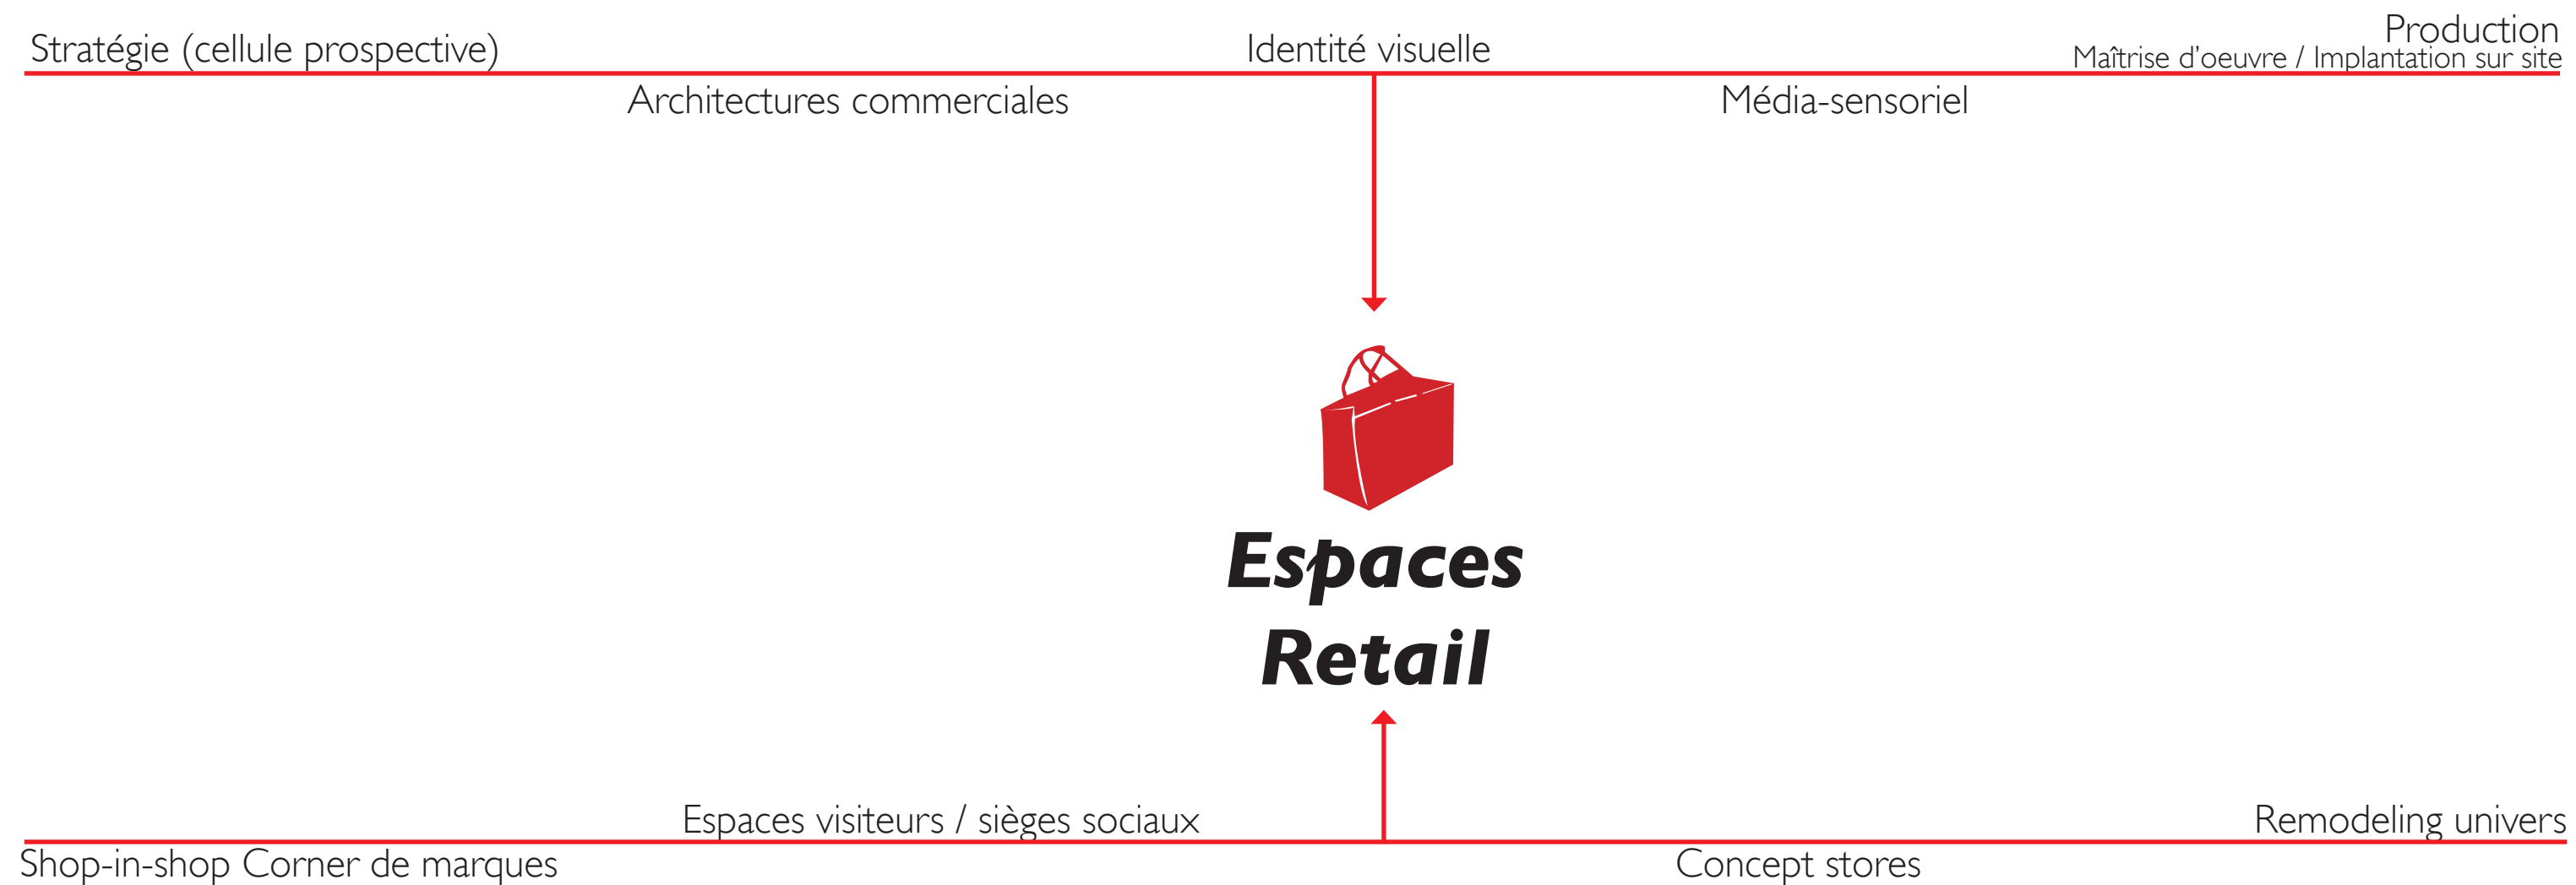 Stratégie (cellule prospective)
Identité visuelle
Production
Maîtrise d'oeuvre / Implantation sur site
Architectures commerciales
Média-sensoriel
Espaces
Retail
Espaces visiteurs / sièges sociaux
Remodeling univers
Shop-in-shop Corner de marques
Concept stores